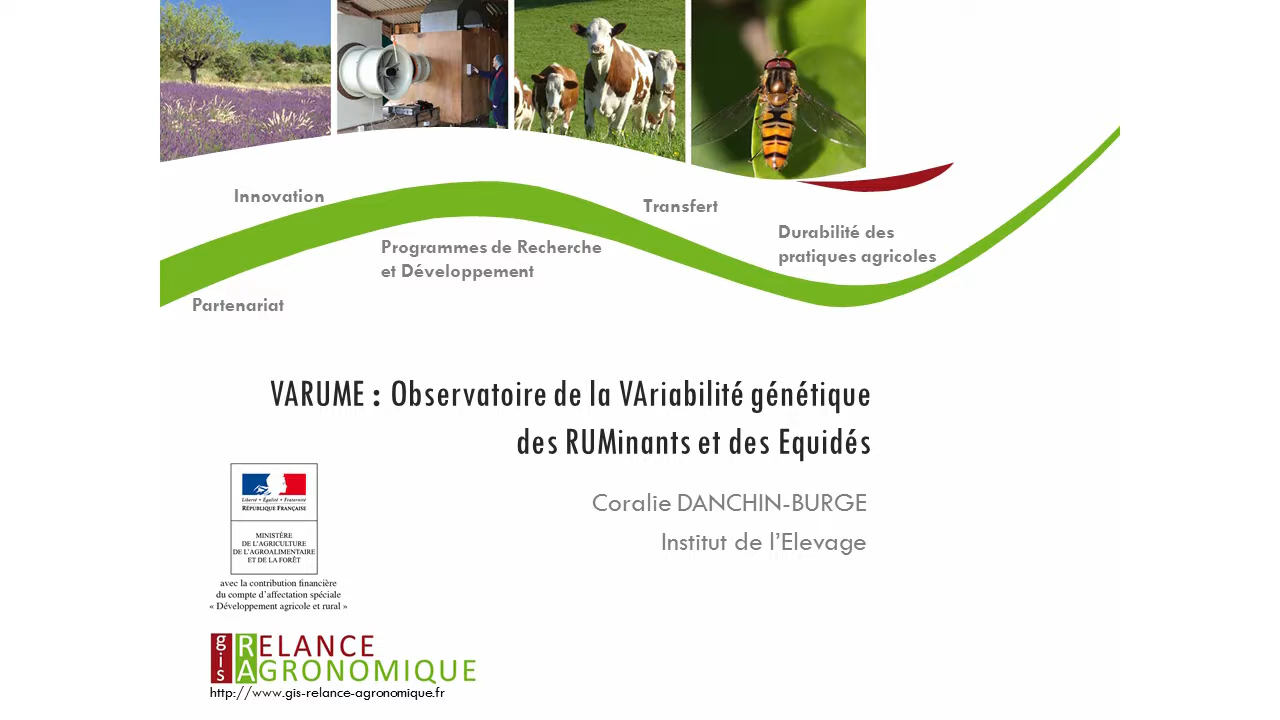 Innovation
Transfert
Durabilité des
pratiques agricoles
Programmes de Recherche
et Développement
Partenariat
VARUME : Observatoire de la VAriabilité génétique
des RUMinants et des Equidés
Coralie DANCHIN-BURGE
Institut de l’Elevage
Liberté • Égalité • Fraternité
RÉPUBLIQUE FRANÇAISE
MINISTÈRE
DE L’AGRICULTURE
DE L’AGROALIMENTAIRE
ET DE LA FORÊT
avec la contribution financière
du compte d’affectation spéciale
« Développement agricole et rural »
gis RELANCE
AGRONOMIQUE
http://www.gis-relance-agronomique.fr